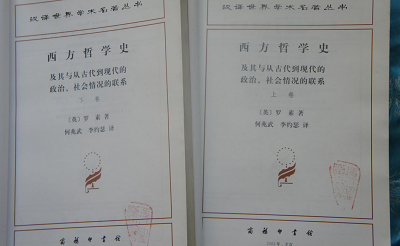 汉译世界学术名著丛书
西方哲学史
及其与从古代到现代的
政治、社会情况的联系
卷
〔英〕罗 素 著
何兆武 李约瑟 译
商务印书馆
汉译世界学术名著丛书
西方哲学史
及其与从古代到现代的
政治、社会情况的联系
上 卷
〔英〕罗 素 著
何兆武 李约瑟 译
商务印书馆